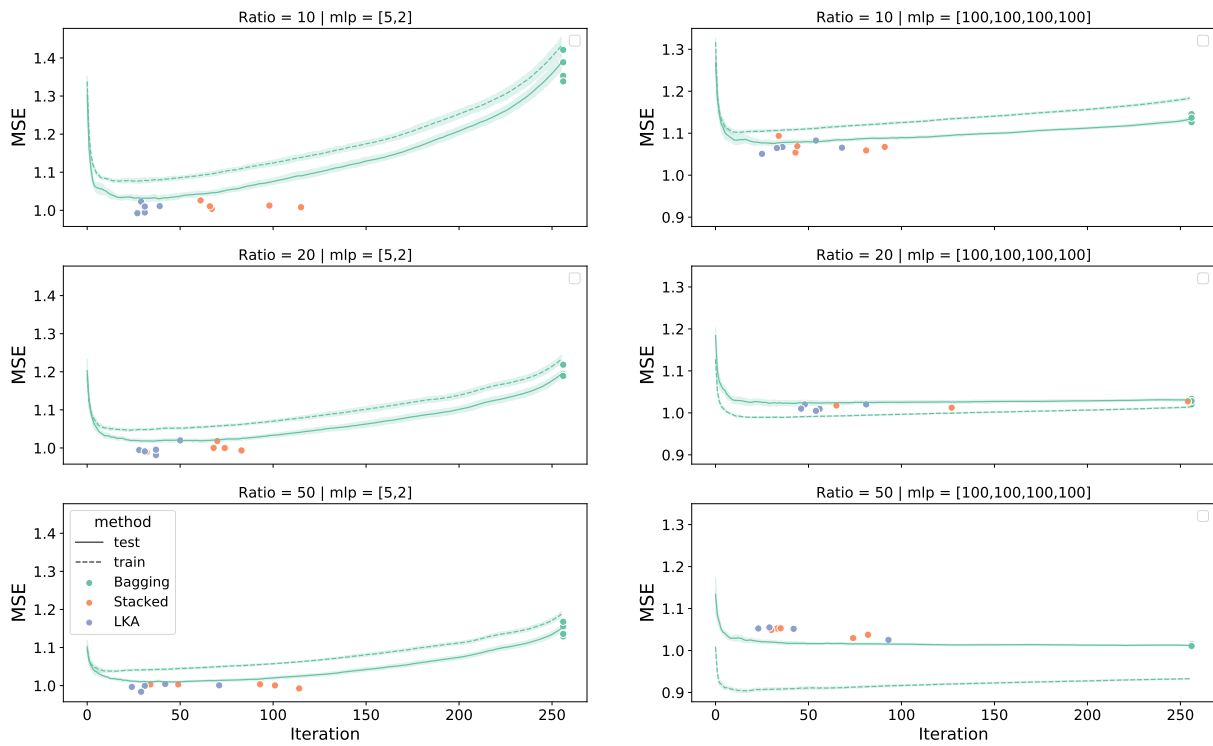 Ratio = 10 | mlp = [5,2]
1.4
1.3
1.2
1.1
1.0
MSE
Ratio = 10 | mlp = [100,100,100,100]
1.3
1.2
1.1
1.0
0.9
MSE
Ratio = 20 | mlp = [5,2]
1.4
1.3
1.2
1.1
1.0
MSE
Ratio = 20 | mlp = [100,100,100,100]
1.3
1.2
1.1
1.0
0.9
MSE
Ratio = 50 | mlp = [5,2]
1.4
1.3
1.2
1.1
1.0
MSE
method
test
train
Bagging
Stacked
LKA
0 50 100 150 200 250
Iteration
Ratio = 50 | mlp = [100,100,100,100]
1.3
1.2
1.1
1.0
0.9
MSE
0 50 100 150 200 250
Iteration